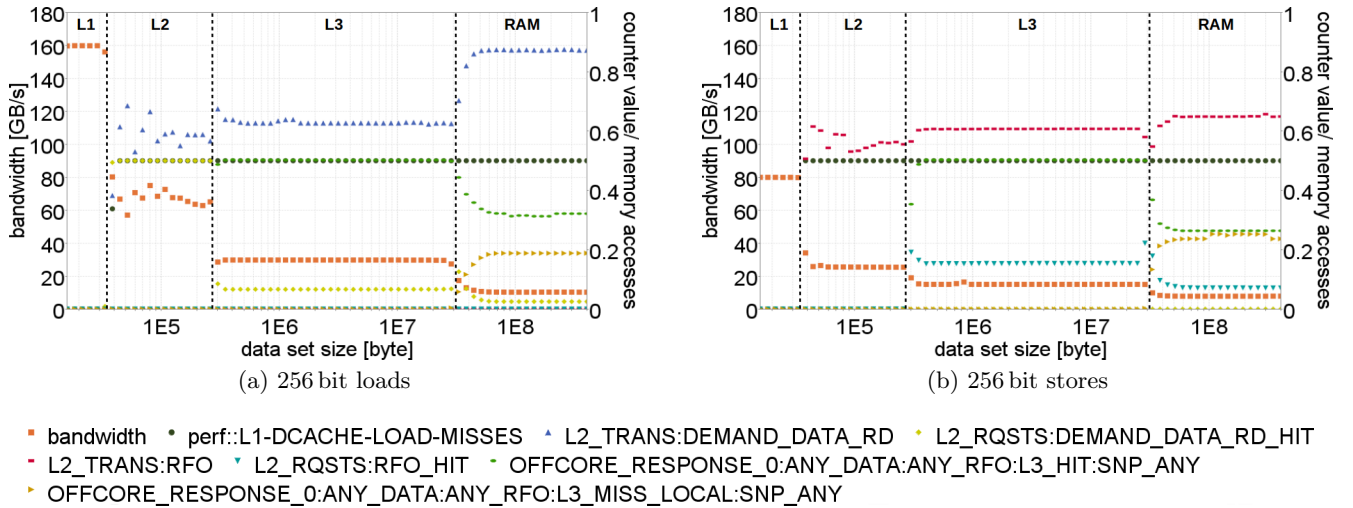 180
160
140
120
100
80
60
40
20
0
bandwidth [GB/s]
L1
L2
L3
RAM
1
0.8
0.6
0.4
0.2
0
counter value/ memory accesses
1E5
1E6
1E7
1E8
data set size [byte]
(a) 256 bit loads
180
160
140
120
100
80
60
40
20
0
bandwidth [GB/s]
L1
L2
L3
RAM
1
0.8
0.6
0.4
0.2
0
counter value/ memory accesses
1E5
1E6
1E7
1E8
data set size [byte]
(b) 256 bit stores
bandwidth perf::L1-DCACHE-LOAD-MISSES L2_TRANS:DEMAND_DATA_RD L2_RQSTS:DEMAND_DATA_RD_HIT
L2_TRANS:RFO L2_RQSTS:RFO_HIT OFFCORE_RESPONSE_0:ANY_DATA:ANY_RFO:L3_HIT:SNP_ANY
OFFCORE_RESPONSE_0:ANY_DATA:ANY_RFO:L3_MISS_LOCAL:SNP_ANY